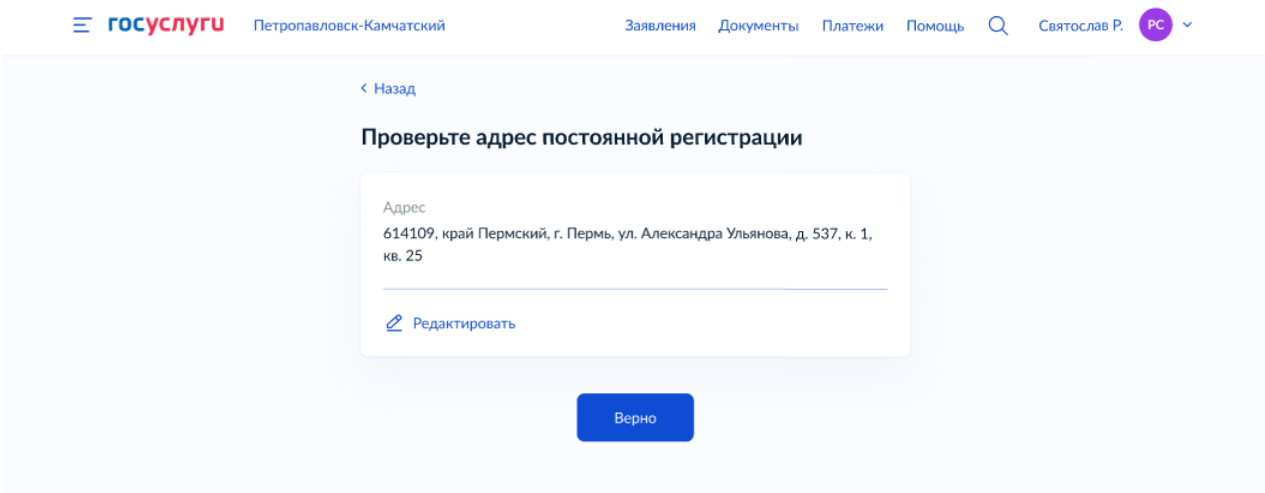 госуслуги Петропавловск-Камчатский Заявления Документы Платежи Помощь Святослав Р. РС
Назад
Проверьте адрес постоянной регистрации
Адрес
614109, край Пермский, г. Пермь, ул. Александра Ульянова, д. 537, к. 1,
кв. 25
Редактировать
Верно